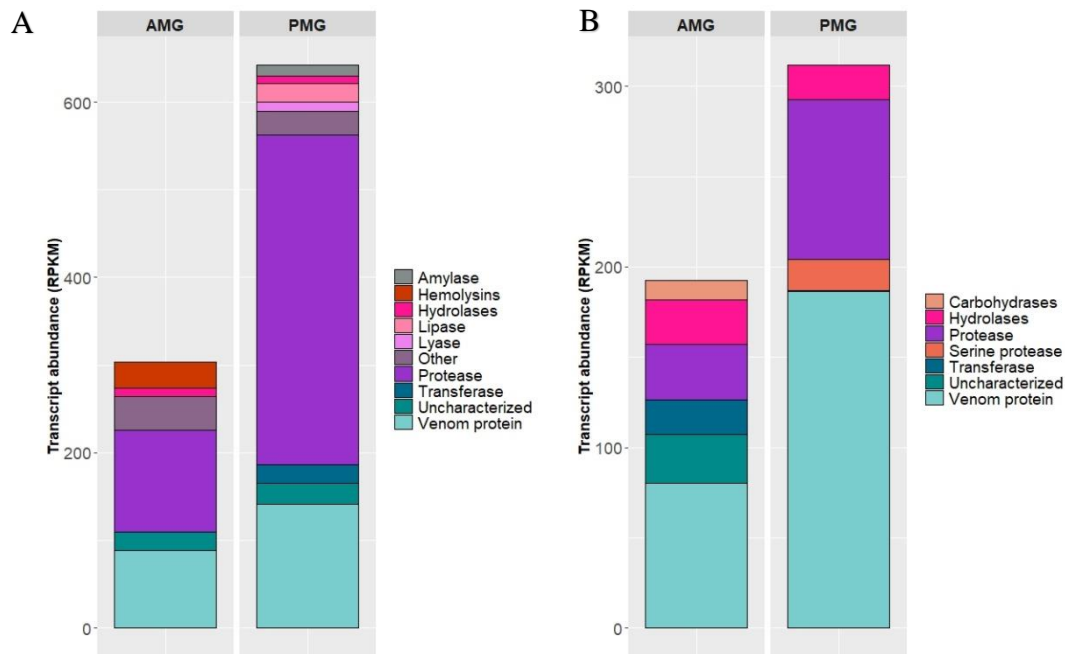 A
AMG
PMG
Transcript abundance (RPKM)
600
400
200
0
Amylase
Hemolysins
Hydrolases
Lipase
Lyase
Other
Protease
Transferase
Uncharacterized
Venom protein
B
AMG
PMG
Transcript abundance (RPKM)
300
200
100
0
Carbohydrases
Hydrolases
Protease
Serine protease
Transferase
Uncharacterized
Venom protein